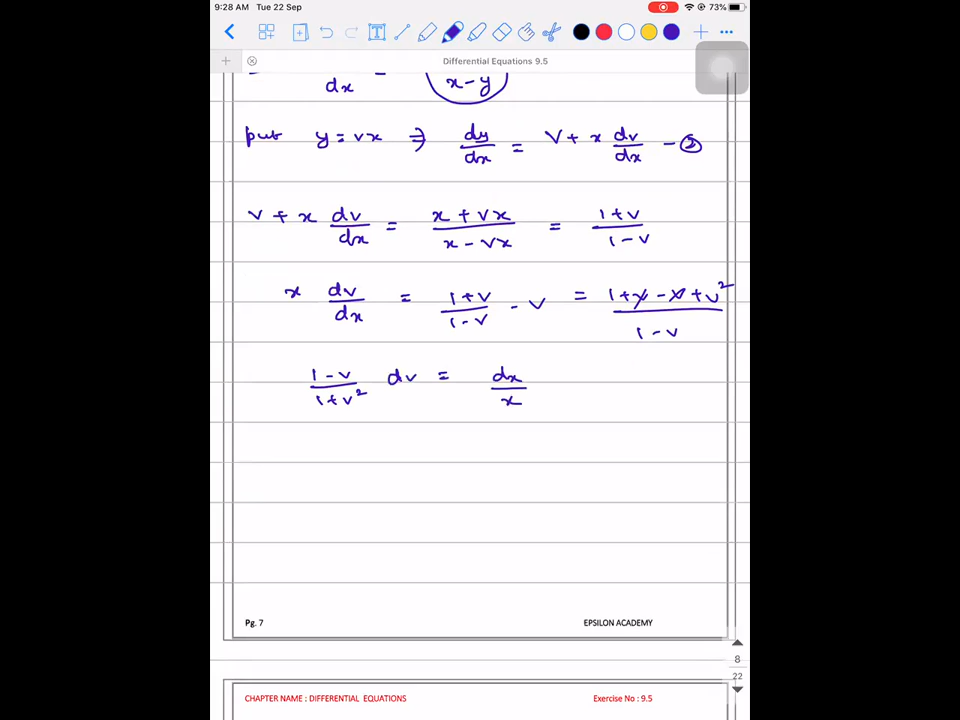 9:28 AM Tue 22 Sep 73%
Differential Equations 9.5
dx = x-y
put y = vx ⇒ dy/dx = v + x dv/dx - ②
v + x dv/dx = x + vx / x - vx = 1+v / 1-v
x dv/dx = 1+v / 1-v - v = 1+v-v+v² / 1-v
1-v / 1+v² dv = dx / x
Pg. 7 EPSILON ACADEMY
8
22
CHAPTER NAME : DIFFERENTIAL EQUATIONS Exercise No : 9.5